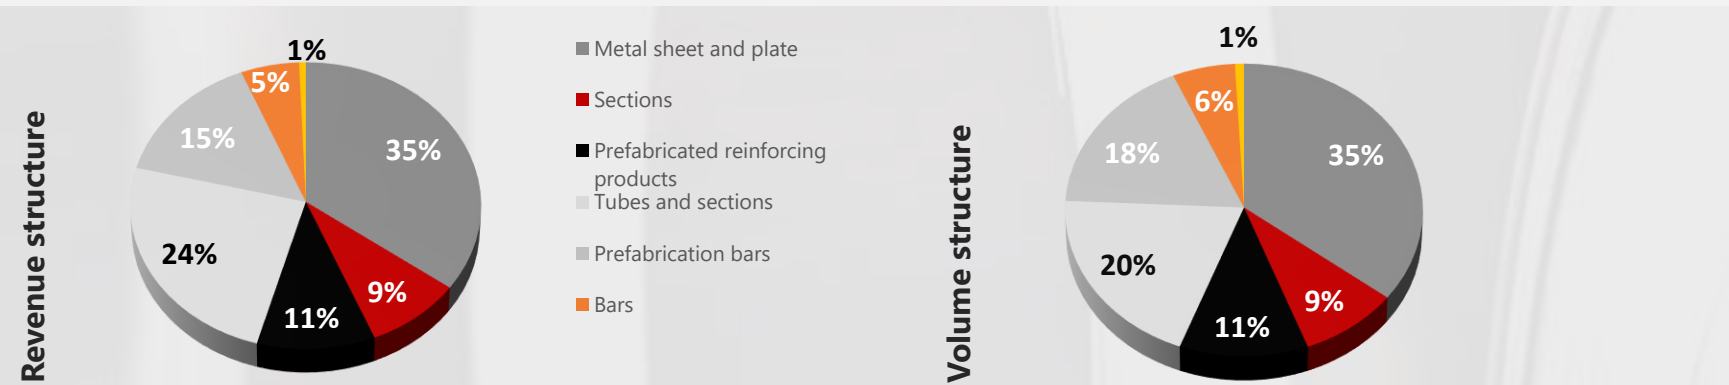 Revenue structure
1%
5%
15%
35%
24%
9%
11%
Metal sheet and plate
Sections
Prefabricated reinforcing
products
Tubes and sections
Prefabrication bars
Bars
Volume structure
1%
6%
18%
35%
20%
9%
11%